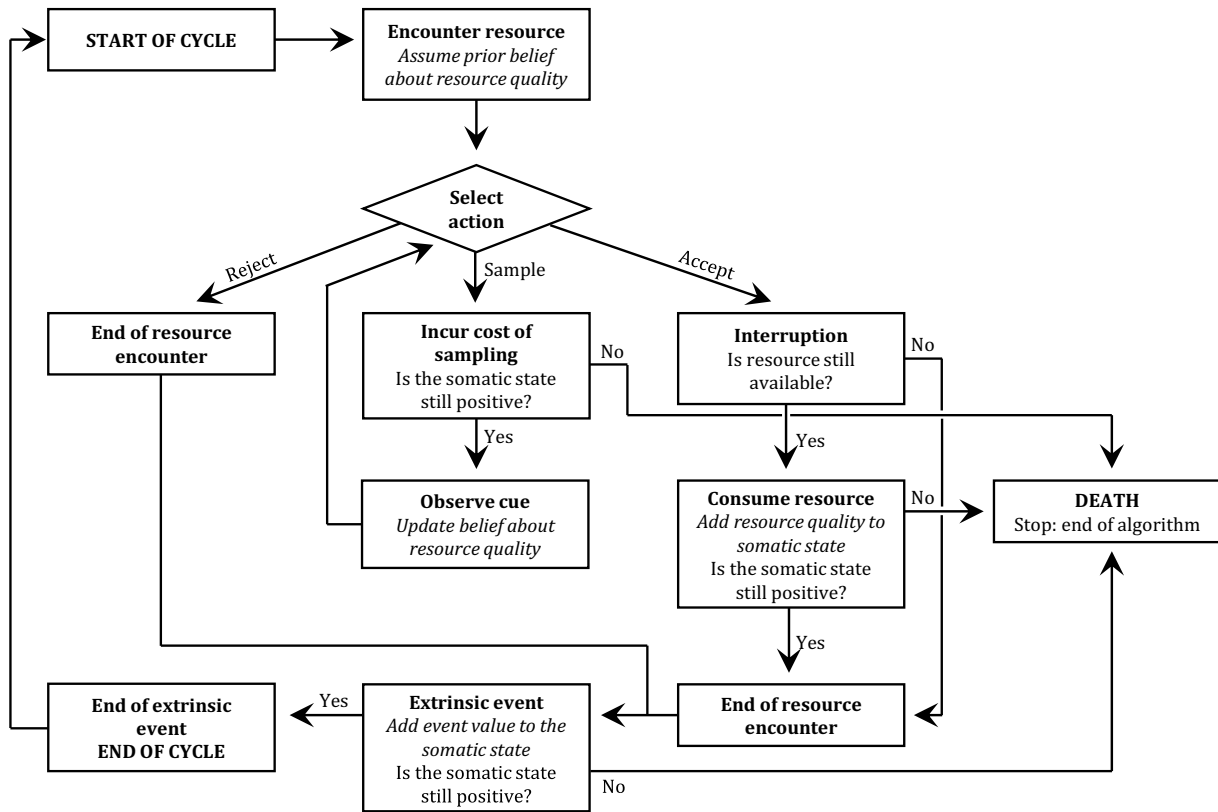 START OF CYCLE
Encounter resource
Assume prior belief
about resource quality
Select
action
Reject
Sample
Accept
End of resource
encounter
Incur cost of
sampling
Is the somatic state
still positive?
No
Interruption
Is resource still
available?
No
Yes
Yes
Observe cue
Update belief about
resource quality
Consume resource
Add resource quality to
somatic state
Is the somatic state
still positive?
No
DEATH
Stop: end of algorithm
Yes
End of extrinsic
event
END OF CYCLE
Yes
Extrinsic event
Add event value to the
somatic state
Is the somatic state
still positive?
No
End of resource
encounter